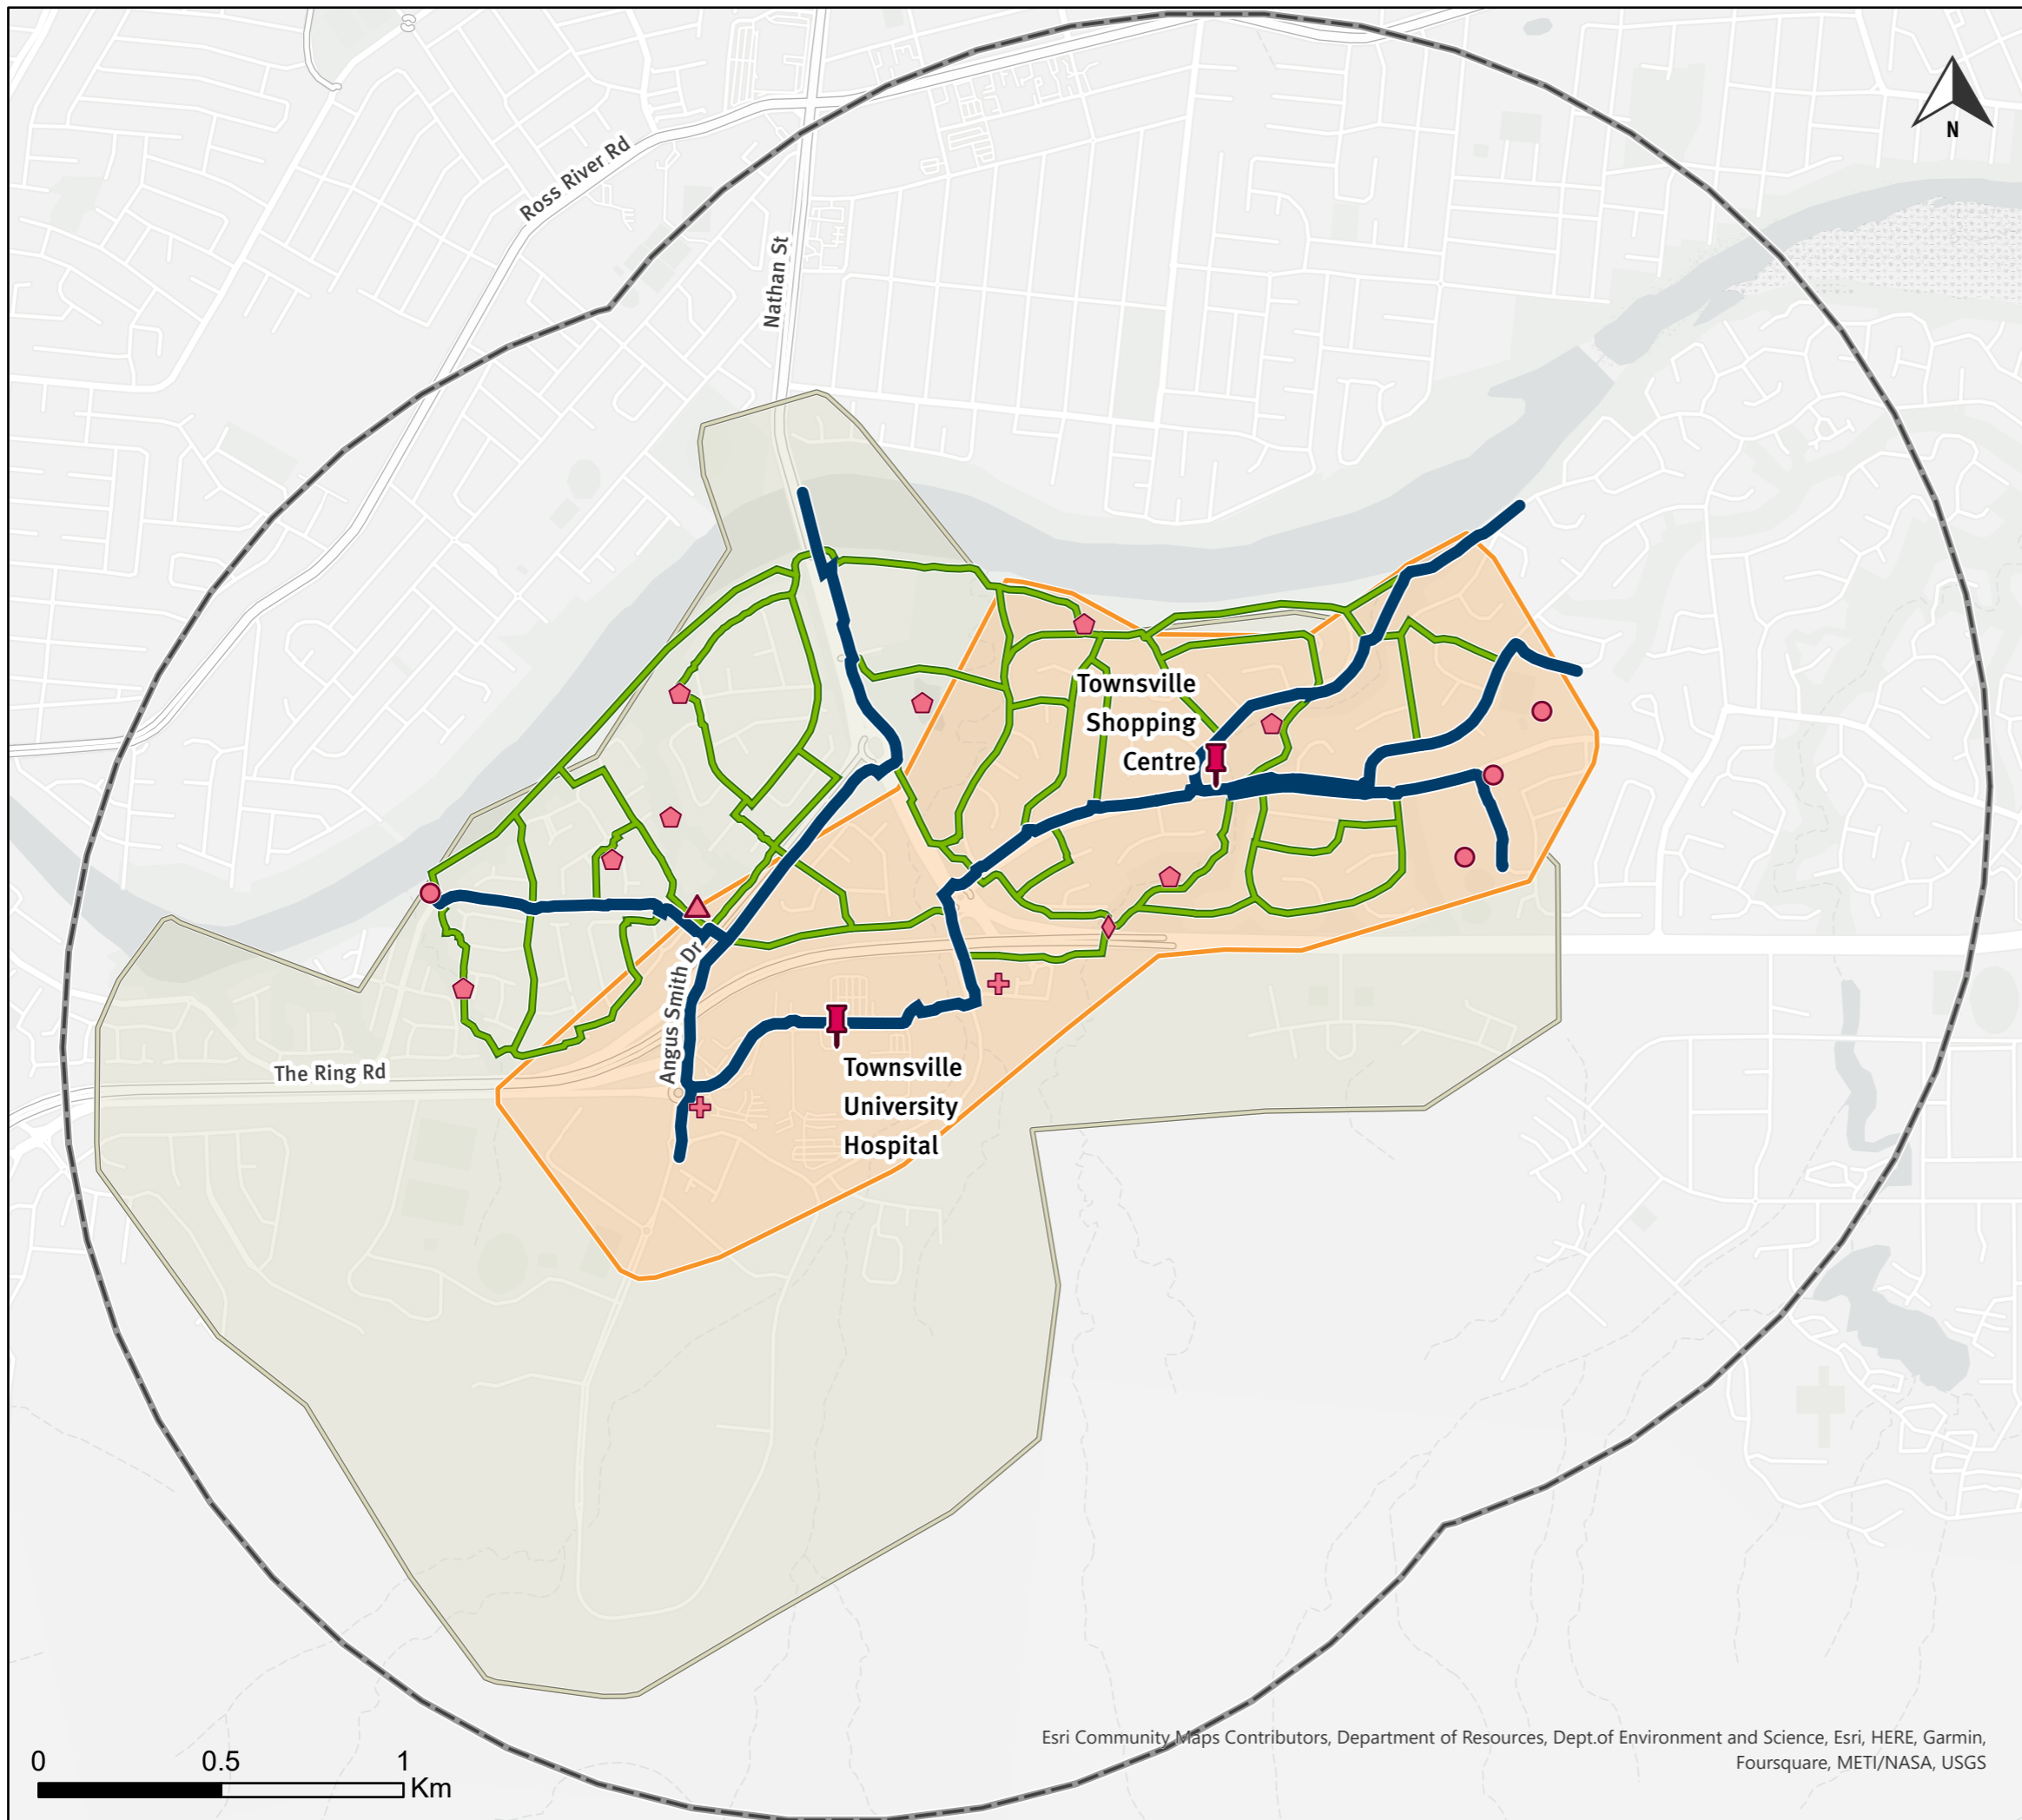 N
Ross River Rd
Nathan St
Townsville
Shopping
Centre
Angus Smith Dr
The Ring Rd
Townsville
University
Hospital
Esri Community Maps Contributors, Department of Resources, Dept.of Environment and Science, Esri, HERE, Garmin,
Foursquare, METI/NASA, USGS
0 0.5 1
Km